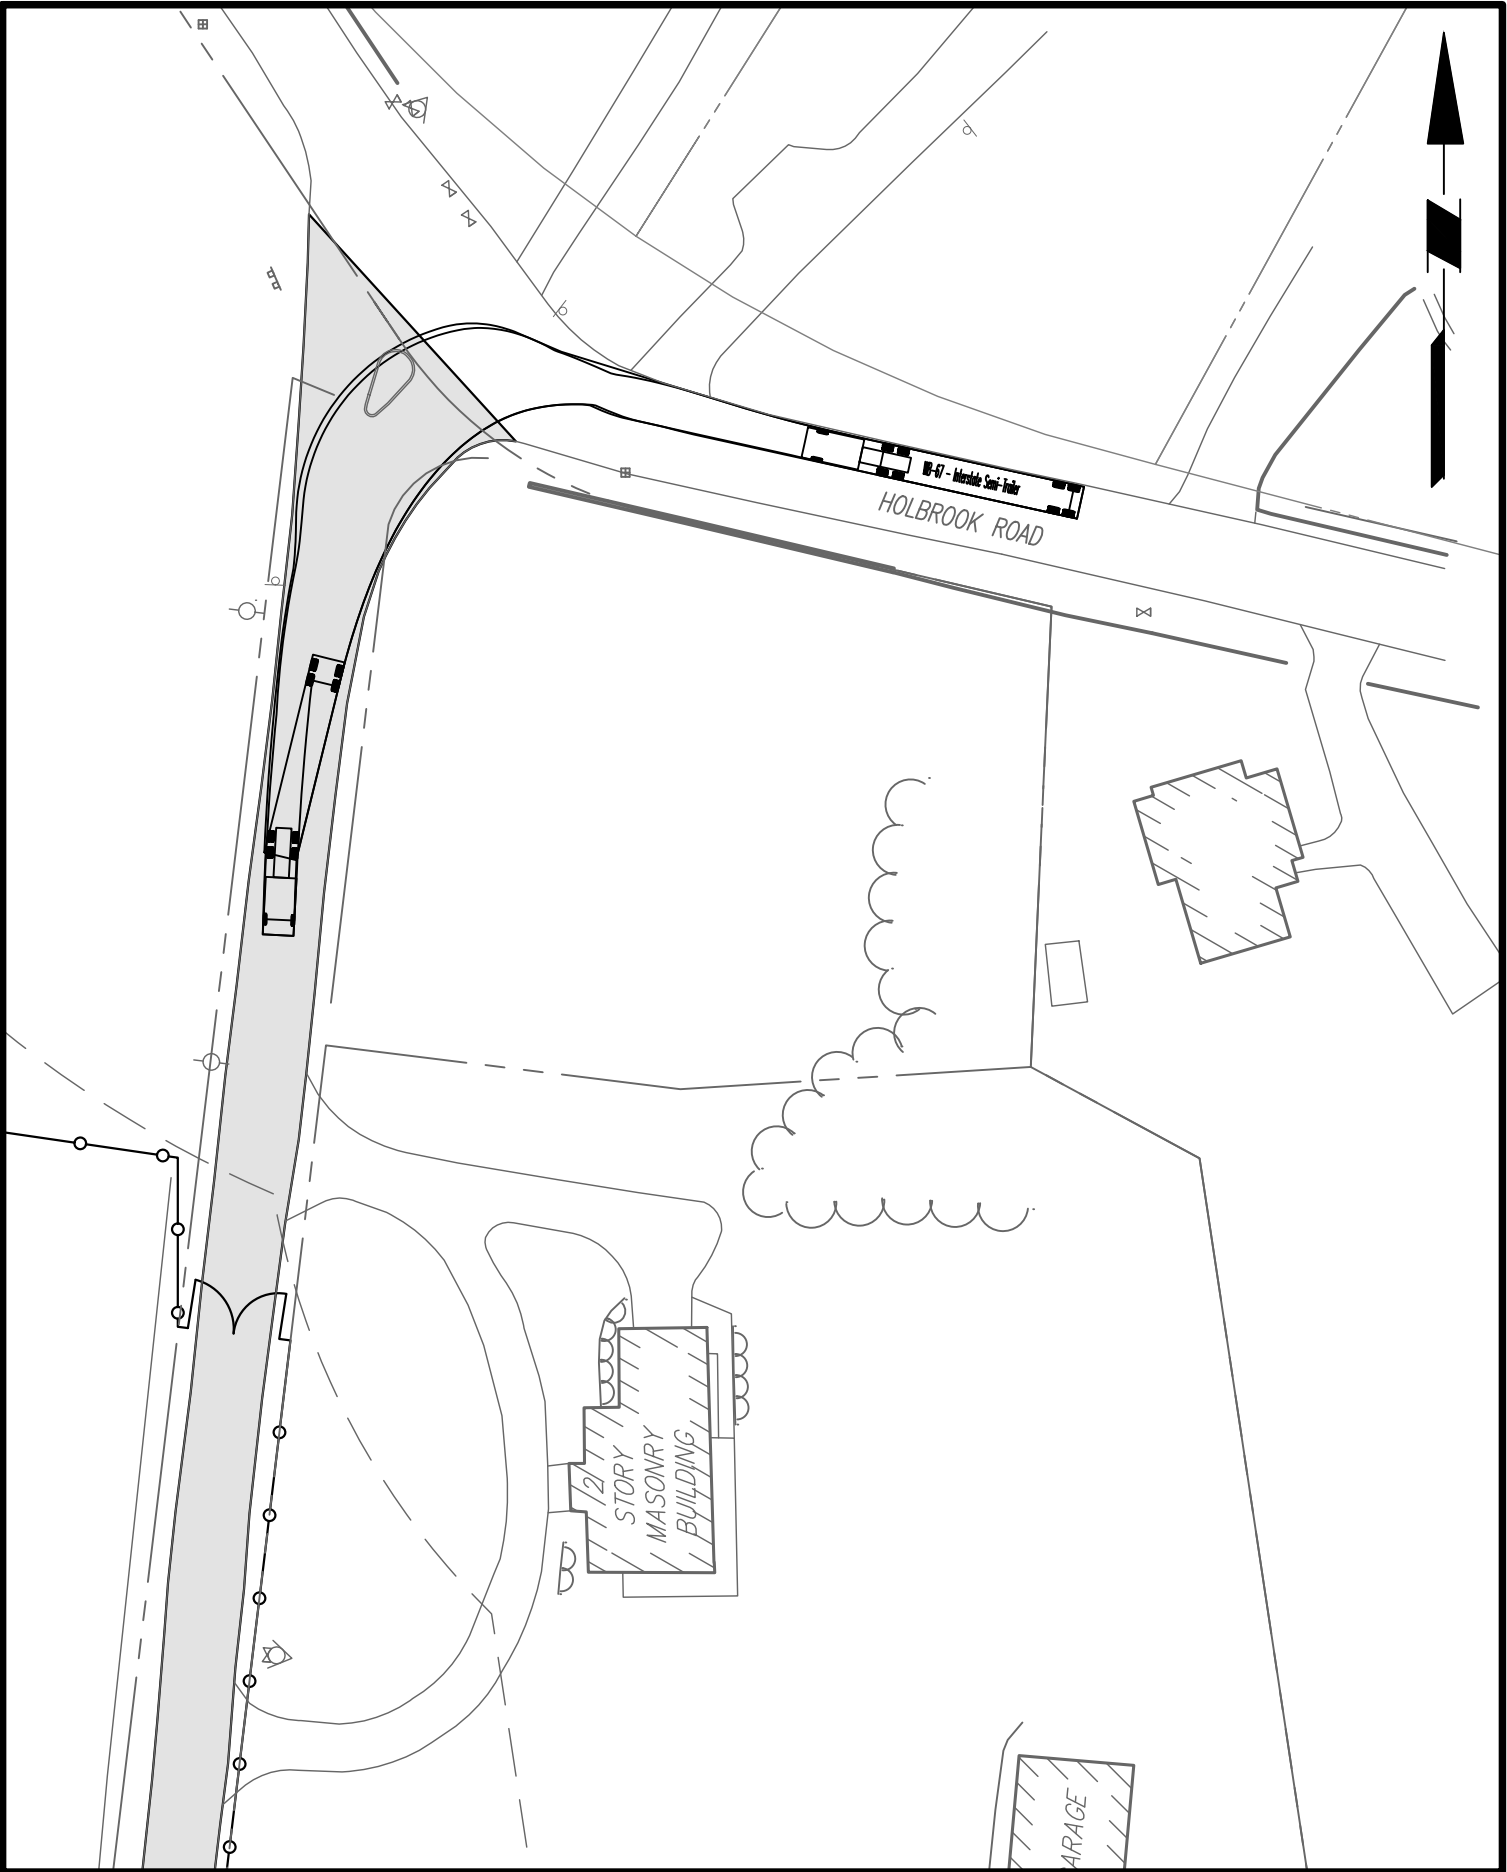 WB-67 - Interstate Semi-Trailer
HOLBROOK ROAD
2
STORY
MASONRY
BUILDING
ARAGE